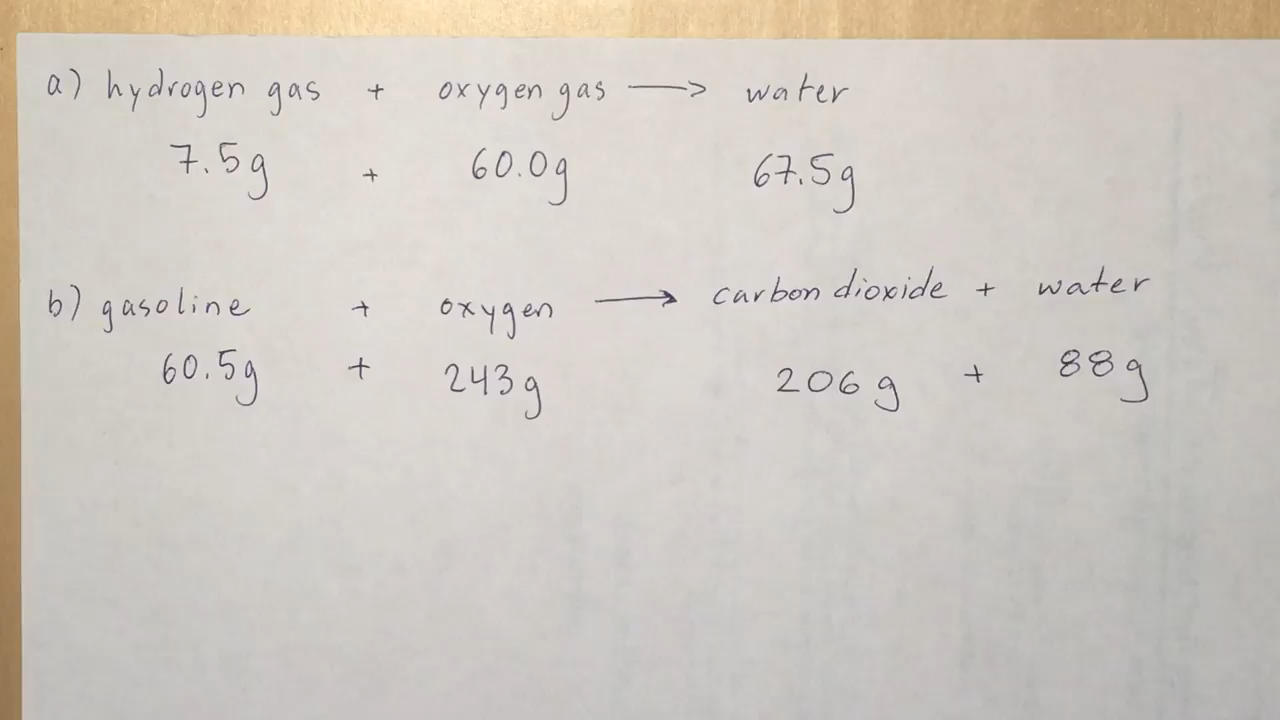 a) hydrogen gas + oxygen gas → water
7.5g + 60.0g 67.5g
b) gasoline + oxygen → carbon dioxide + water
60.5g + 243g 206g + 88g